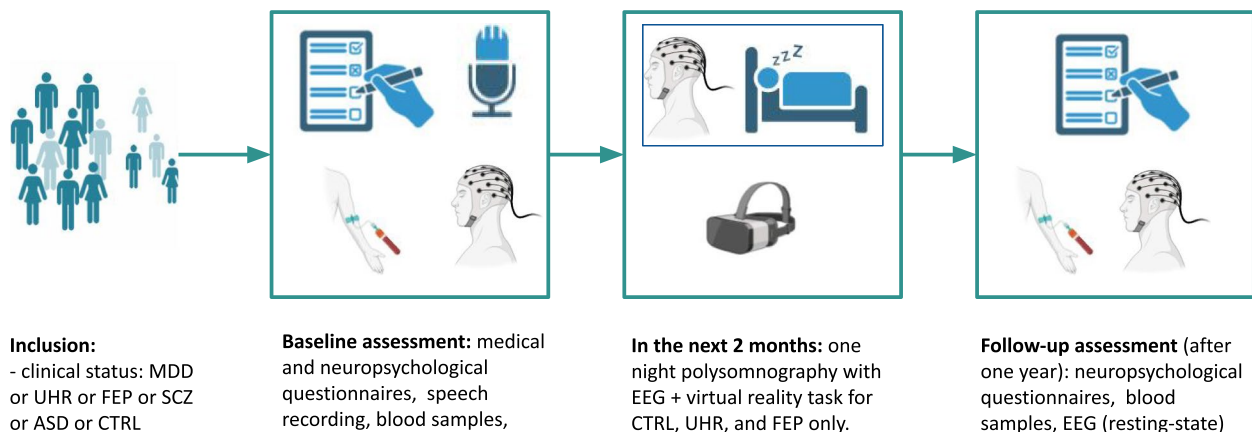 zzz
Inclusion:
- clinical status: MDD
or UHR or FEP or SCZ
or ASD or CTRL
Baseline assessment: medical
and neuropsychological
questionnaires, speech
recording, blood samples,
In the next 2 months: one
night polysomnography with
EEG + virtual reality task for
CTRL, UHR, and FEP only.
Follow-up assessment (after
one year): neuropsychological
questionnaires, blood
samples, EEG (resting-state)